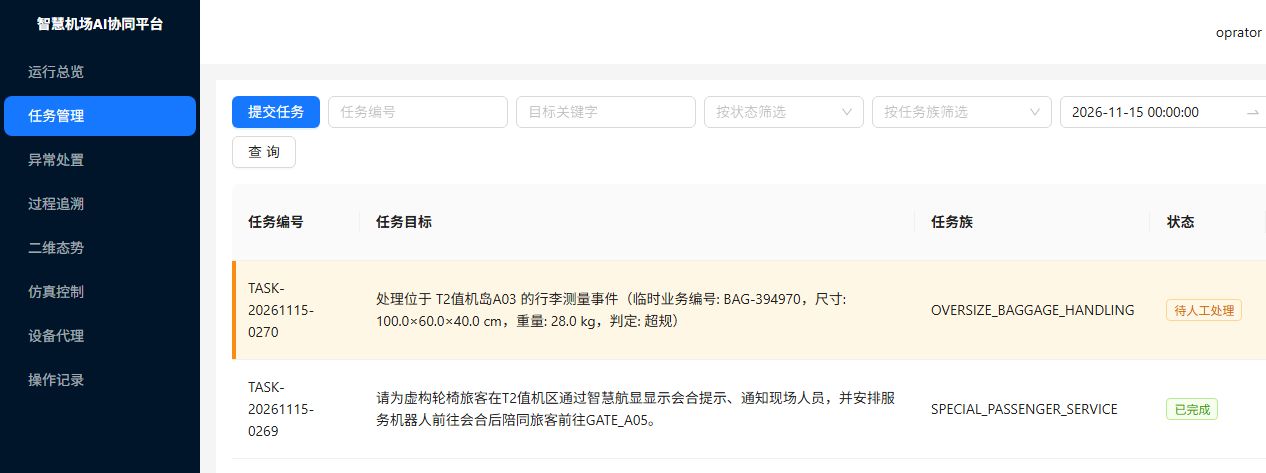 智慧机场AI协同平台
oprator
运行总览
任务管理
异常处置
过程追溯
二维态势
仿真控制
设备代理
操作记录
提交任务 任务编号 目标关键字 按状态筛选 按任务族筛选 2026-11-15 00:00:00 →
查 询
任务编号 任务目标 任务族 状态
TASK-
20261115-
0270
处理位于 T2值机岛A03 的行李测量事件（临时业务编号: BAG-394970，尺寸:
100.0×60.0×40.0 cm，重量: 28.0 kg，判定: 超规）
OVERSIZE_BAGGAGE_HANDLING
待人工处理
TASK-
20261115-
0269
请为虚构轮椅旅客在T2值机区通过智慧航显显示会合提示、通知现场人员，并安排服
务机器人前往会合后陪同旅客前往GATE_A05。
SPECIAL_PASSENGER_SERVICE
已完成